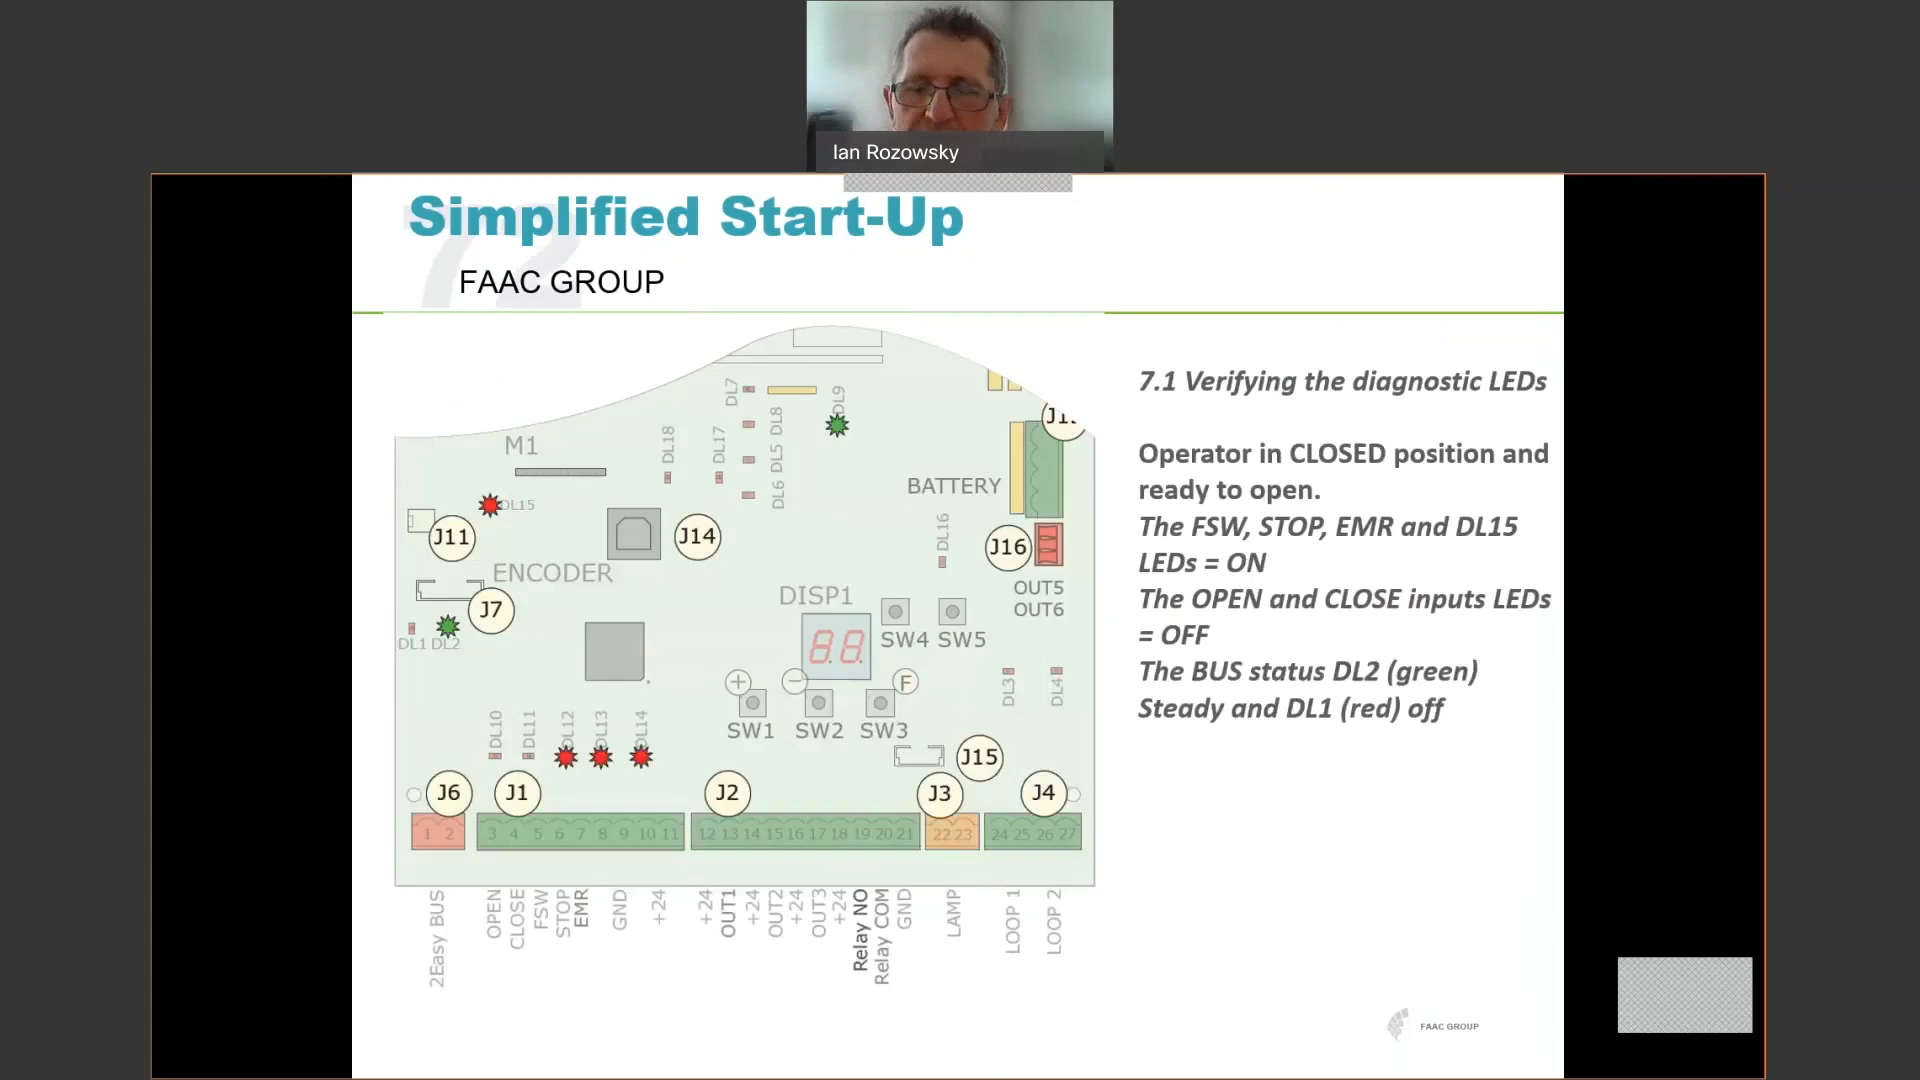 Ian Rozowsky
72
Simplified Start-Up
FAAC GROUP
7.1 Verifying the diagnostic LEDs
Operator in CLOSED position and
ready to open.
The FSW, STOP, EMR and DL15
LEDs = ON
The OPEN and CLOSE inputs LEDs
= OFF
The BUS status DL2 (green)
Steady and DL1 (red) off
DL7
DL8
DL9
DL5
DL6
DL18
DL17
M1
DL15
J11
J14
BATTERY
DL16
J16
OUT5
OUT6
ENCODER
J7
DL1 DL2
DISP1
88
SW4 SW5
+ − F
SW1 SW2 SW3
DL3
DL4
DL10
DL11
DL12
DL13
DL14
J15
J6 J1 J2 J3 J4
1 2 3 4 5 6 7 8 9 10 11 12 13 14 15 16 17 18 19 20 21 22 23 24 25 26 27
2Easy BUS
OPEN
CLOSE
FSW
STOP
EMR
GND
+24
+24
OUT1
+24
OUT2
+24
OUT3
+24
Relay NO
Relay COM
GND
LAMP
LOOP 1
LOOP 2
FAAC GROUP